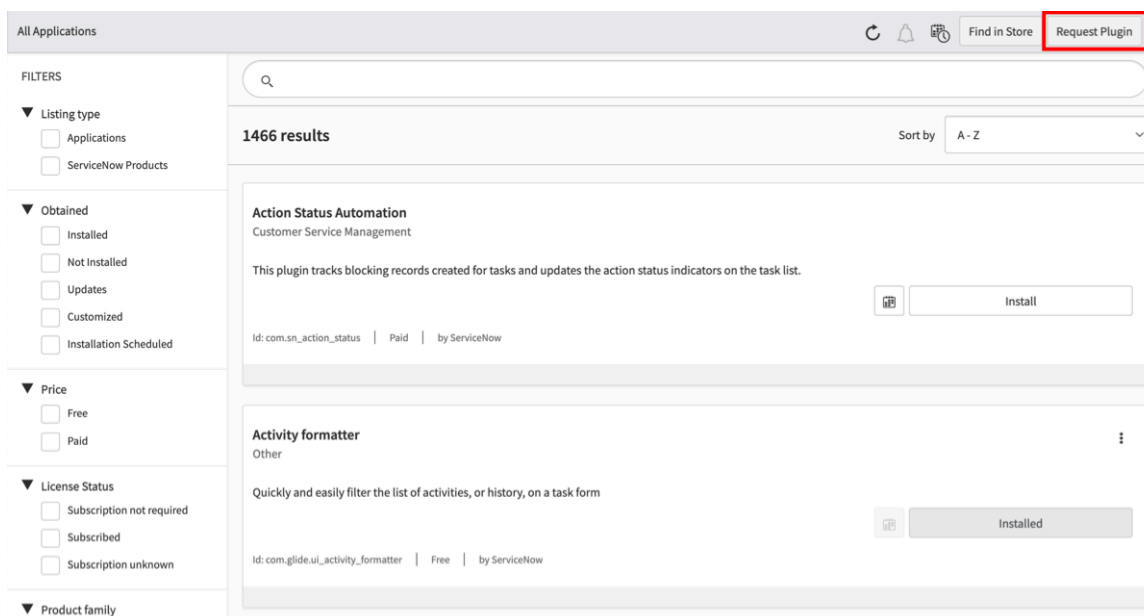 All Applications
Find in Store
Request Plugin
FILTERS
Listing type
Applications
ServiceNow Products
Obtained
Installed
Not Installed
Updates
Customized
Installation Scheduled
Price
Free
Paid
License Status
Subscription not required
Subscribed
Subscription unknown
Product family
1466 results
Sort by
A - Z
Action Status Automation
Customer Service Management
This plugin tracks blocking records created for tasks and updates the action status indicators on the task list.
Install
Id: com.sn_action_status | Paid | by ServiceNow
Activity formatter
Other
Quickly and easily filter the list of activities, or history, on a task form
Installed
Id: com.glide.ui_activity_formatter | Free | by ServiceNow